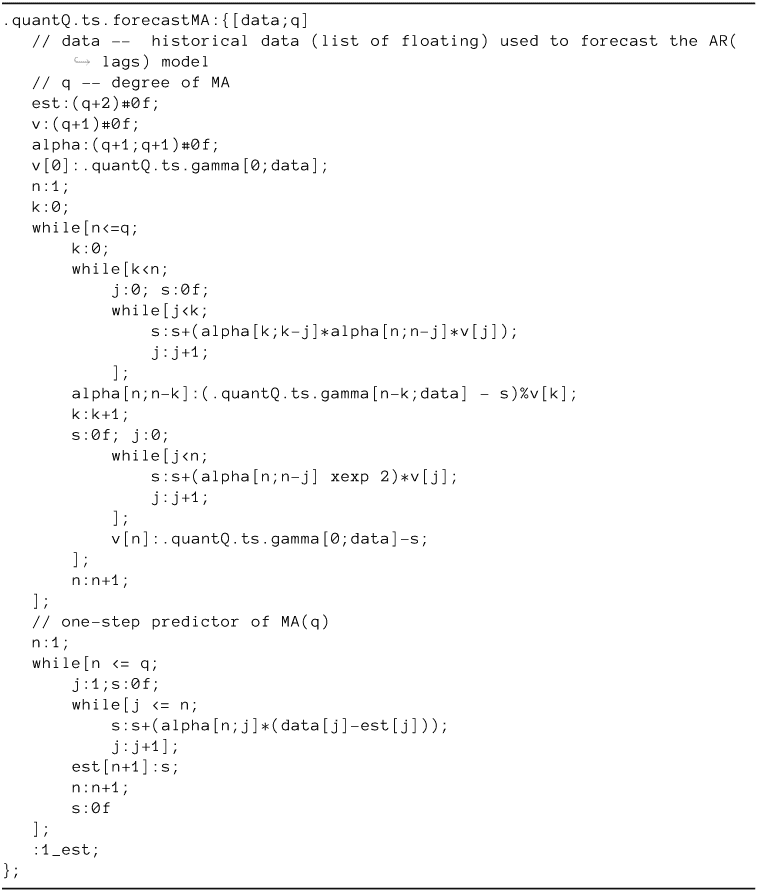 .quantQ.ts.forecastMA:{[data;q]
// data -- historical data (list of floating) used to forecast the AR(
↪ lags) model
// q -- degree of MA
est:(q+2)#0f;
v:(q+1)#0f;
alpha:(q+1;q+1)#0f;
v[0]:.quantQ.ts.gamma[0;data];
n:1;
k:0;
while[n<=q;
k:0;
while[k<n;
j:0; s:0f;
while[j<k;
s:s+(alpha[k;k-j]*alpha[n;n-j]*v[j]);
j:j+1;
];
alpha[n;n-k]:(.quantQ.ts.gamma[n-k;data] - s)%v[k];
k:k+1;
s:0f; j:0;
while[j<n;
s:s+(alpha[n;n-j] xexp 2)*v[j];
j:j+1;
];
v[n]:.quantQ.ts.gamma[0;data]-s;
];
n:n+1;
];
// one-step predictor of MA(q)
n:1;
while[n <= q;
j:1;s:0f;
while[j <= n;
s:s+(alpha[n;j]*(data[j]-est[j]));
j:j+1];
est[n+1]:s;
n:n+1;
s:0f
];
:1_est;
};